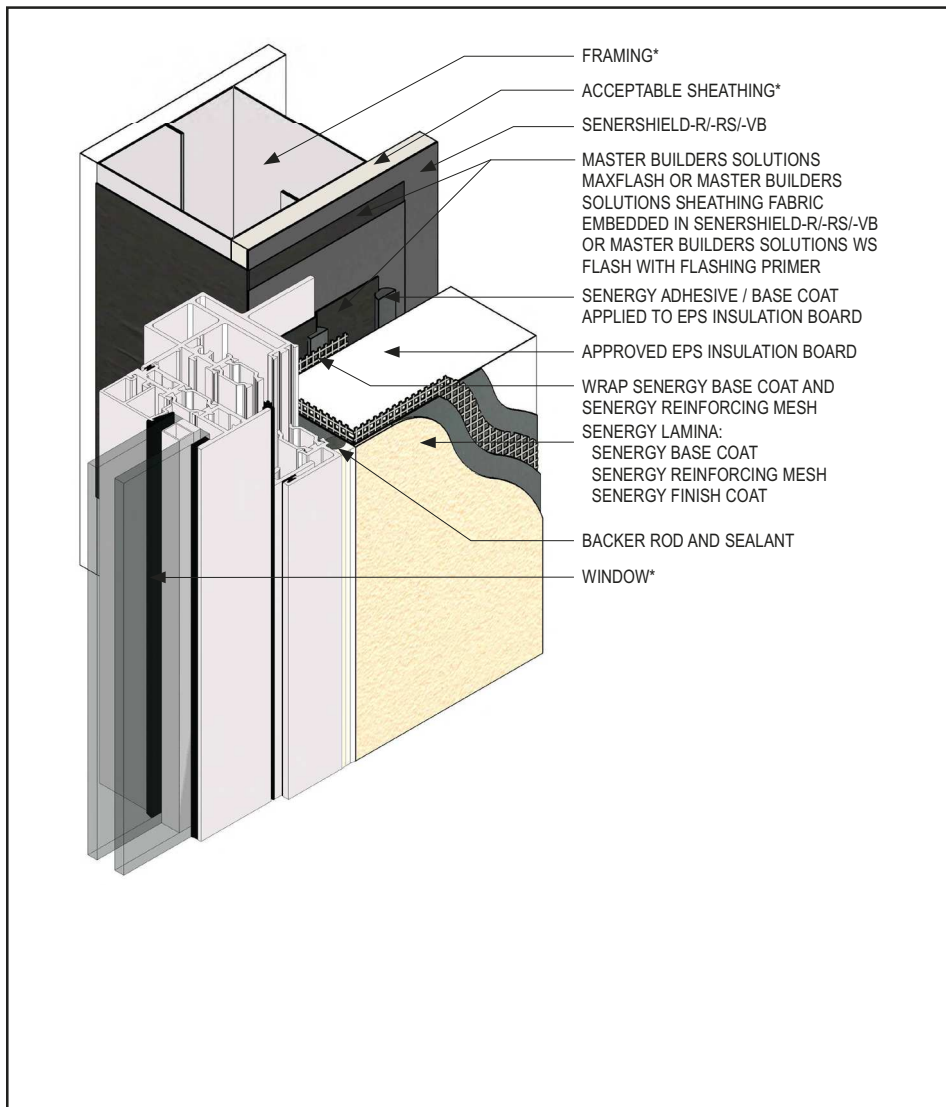 FRAMING*
ACCEPTABLE SHEATHING*
SENERSHIELD-R/-RS/-VB
MASTER BUILDERS SOLUTIONS
MAXFLASH OR MASTER BUILDERS
SOLUTIONS SHEATHING FABRIC
EMBEDDED IN SENERSHIELD-R/-RS/-VB
OR MASTER BUILDERS SOLUTIONS WS
FLASH WITH FLASHING PRIMER
SENERGY ADHESIVE / BASE COAT
APPLIED TO EPS INSULATION BOARD
APPROVED EPS INSULATION BOARD
WRAP SENERGY BASE COAT AND
SENERGY REINFORCING MESH
SENERGY LAMINA:
SENERGY BASE COAT
SENERGY REINFORCING MESH
SENERGY FINISH COAT
BACKER ROD AND SEALANT
WINDOW*